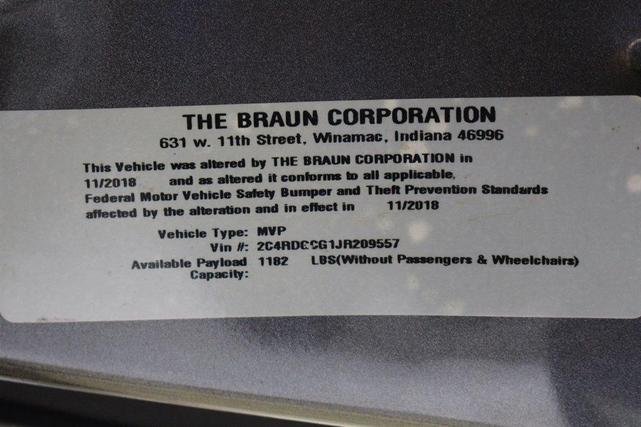 THE BRAUN CORPORATION
631 w. 11th Street, Winamac, Indiana 46996
This Vehicle was altered by THE BRAUN CORPORATION in
11/2018 and as altered it conforms to all applicable,
Federal Motor Vehicle Safety Bumper and Theft Prevention Standards
affected by the alteration and in effect in 11/2018
Vehicle Type: MVP
Vin #: 2C4RDGCG1JR209557
Available Payload 1182 LBS(Without Passengers & Wheelchairs)
Capacity: